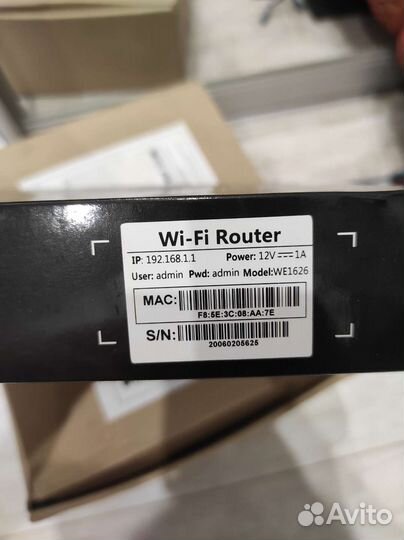 Wi-Fi Router
IP: 192.168.1.1 Power: 12V⎓1A
User: admin Pwd: admin Model:WE1626
MAC:
F8:5E:3C:08:AA:7E
S/N:
20060205625
Avito